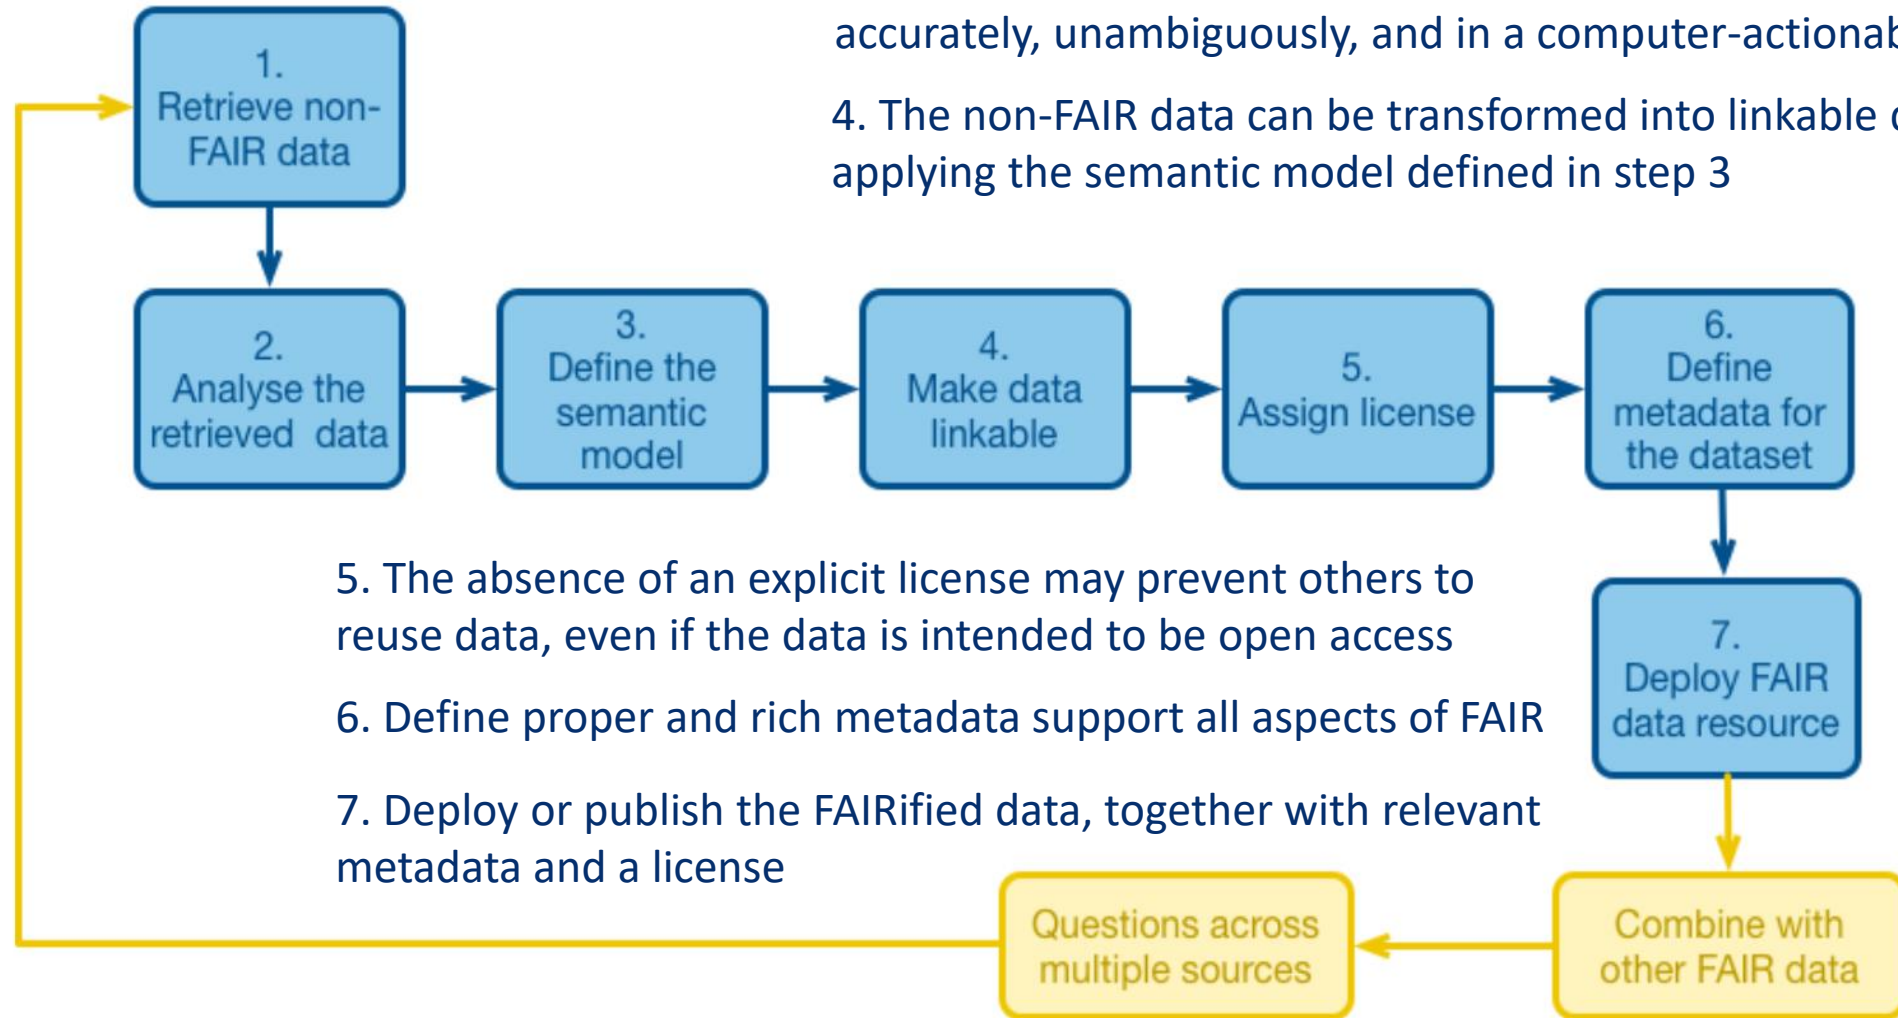 accurately, unambiguously, and in a computer-actionab
4. The non-FAIR data can be transformed into linkable
applying the semantic model defined in step 3
1.
Retrieve non-
FAIR data
2.
Analyse the
retrieved data
3.
Define the
semantic
model
4.
Make data
linkable
5.
Assign license
6.
Define
metadata for
the dataset
5. The absence of an explicit license may prevent others to
reuse data, even if the data is intended to be open access
6. Define proper and rich metadata support all aspects of FAIR
7. Deploy or publish the FAIRified data, together with relevant
metadata and a license
7.
Deploy FAIR
data resource
Questions across
multiple sources
Combine with
other FAIR data